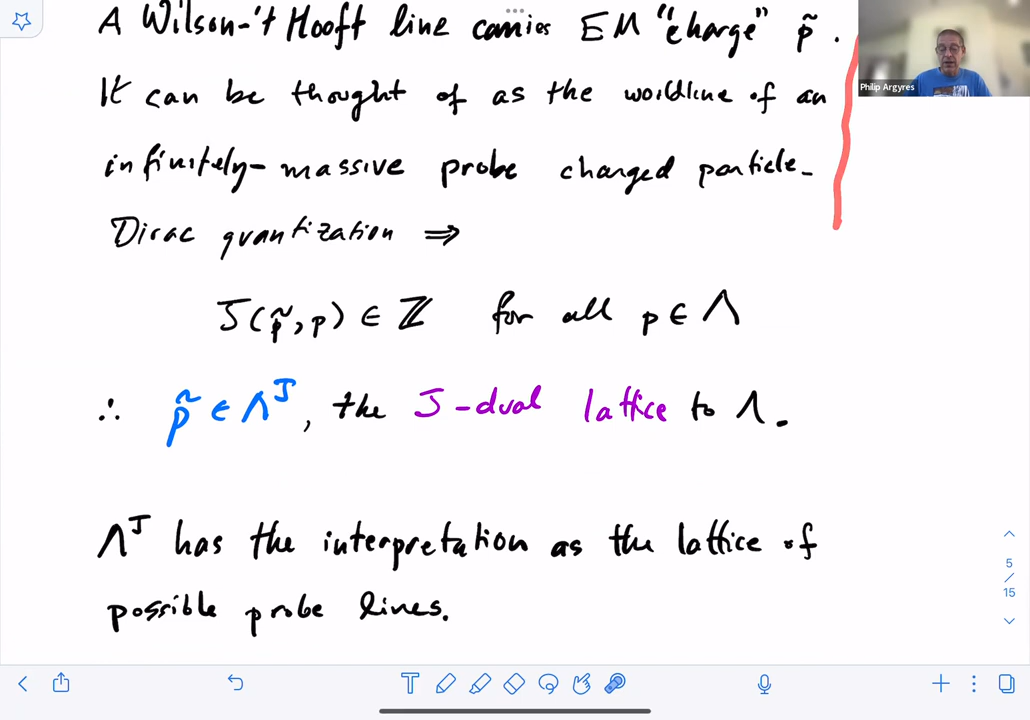 A Wilson-'t Hooft line carries EM "charge" p̃.
Philip Argyres
It can be thought of as the worldline of an
infinitely-massive probe charged particle.
Dirac quantization ⇒
J(p̃, p) ∈ ℤ for all p ∈ Λ
∴ p̃ ∈ Λ^J, the J-dual lattice to Λ.
Λ^J has the interpretation as the lattice of
possible probe lines.
5
/
15
T